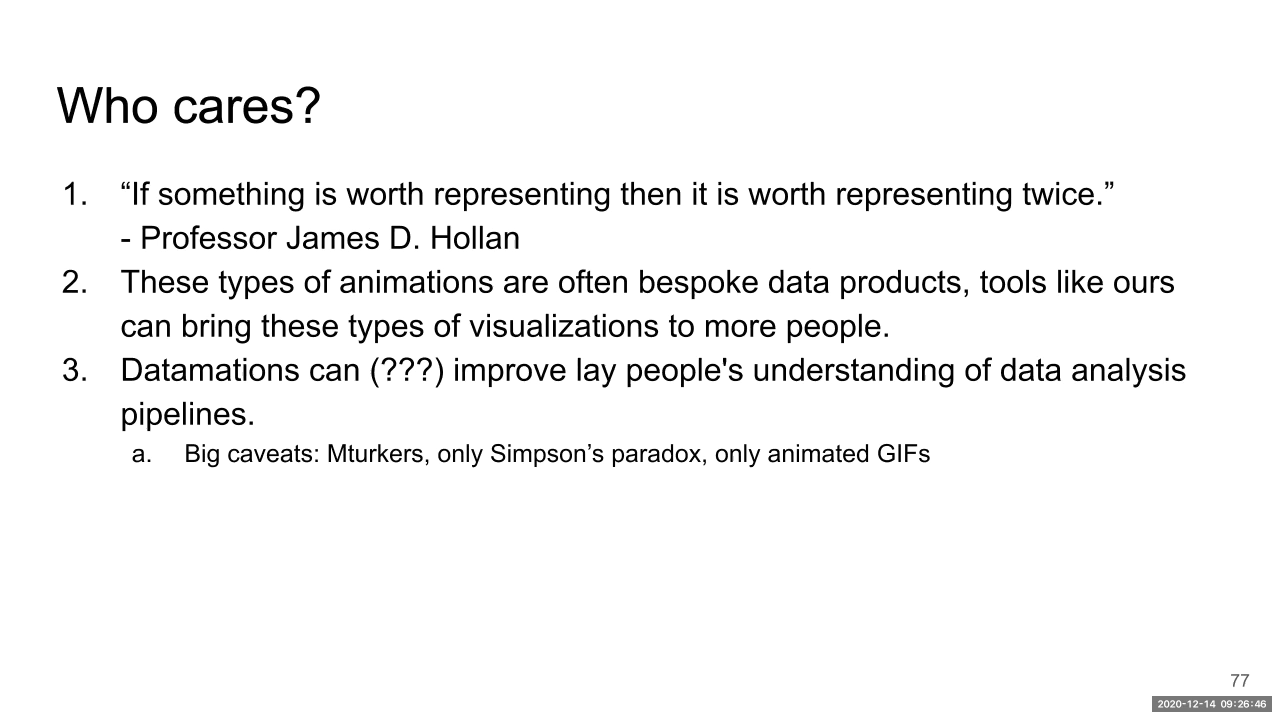 Who cares?
1. “If something is worth representing then it is worth representing twice.”
- Professor James D. Hollan
2. These types of animations are often bespoke data products, tools like ours
can bring these types of visualizations to more people.
3. Datamations can (???) improve lay people's understanding of data analysis
pipelines.
a. Big caveats: Mturkers, only Simpson’s paradox, only animated GIFs
77
2020-12-14 09:26:46